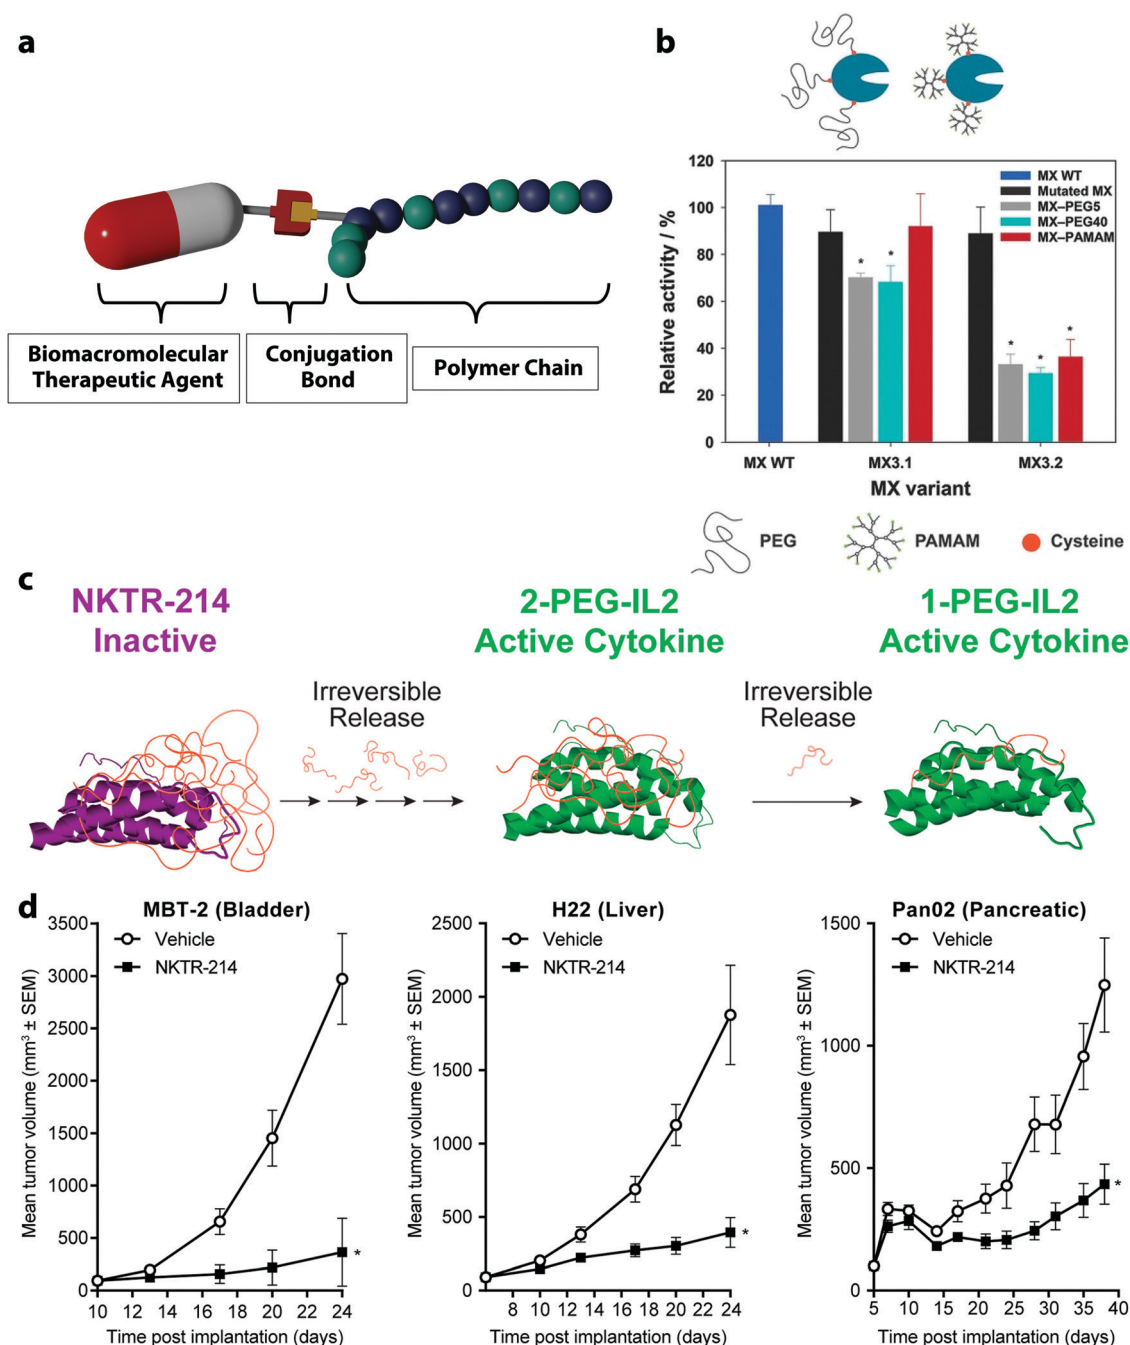 a
Biomacromolecular
Therapeutic Agent
Conjugation
Bond
Polymer Chain
b
120
100
80
60
40
20
0
Relative activity / %
MX WT
Mutated MX
MX–PEG5
MX–PEG40
MX–PAMAM
* *
* * *
MX WT
MX3.1
MX3.2
MX variant
PEG
PAMAM
Cysteine
c
NKTR-214
Inactive
Irreversible
Release
2-PEG-IL2
Active Cytokine
Irreversible
Release
1-PEG-IL2
Active Cytokine
d
MBT-2 (Bladder)
Vehicle
NKTR-214
Mean tumor volume (mm³ ± SEM)
3500
3000
2500
2000
1500
1000
500
0
*
10 12 14 16 18 20 22 24
Time post implantation (days)
H22 (Liver)
Vehicle
NKTR-214
Mean tumor volume (mm³ ± SEM)
2500
2000
1500
1000
500
0
*
8 10 12 14 16 18 20 22 24
Time post implantation (days)
Pan02 (Pancreatic)
Vehicle
NKTR-214
Mean tumor volume (mm³ ± SEM)
1500
1000
500
0
*
5 10 15 20 25 30 35 40
Time post implantation (days)